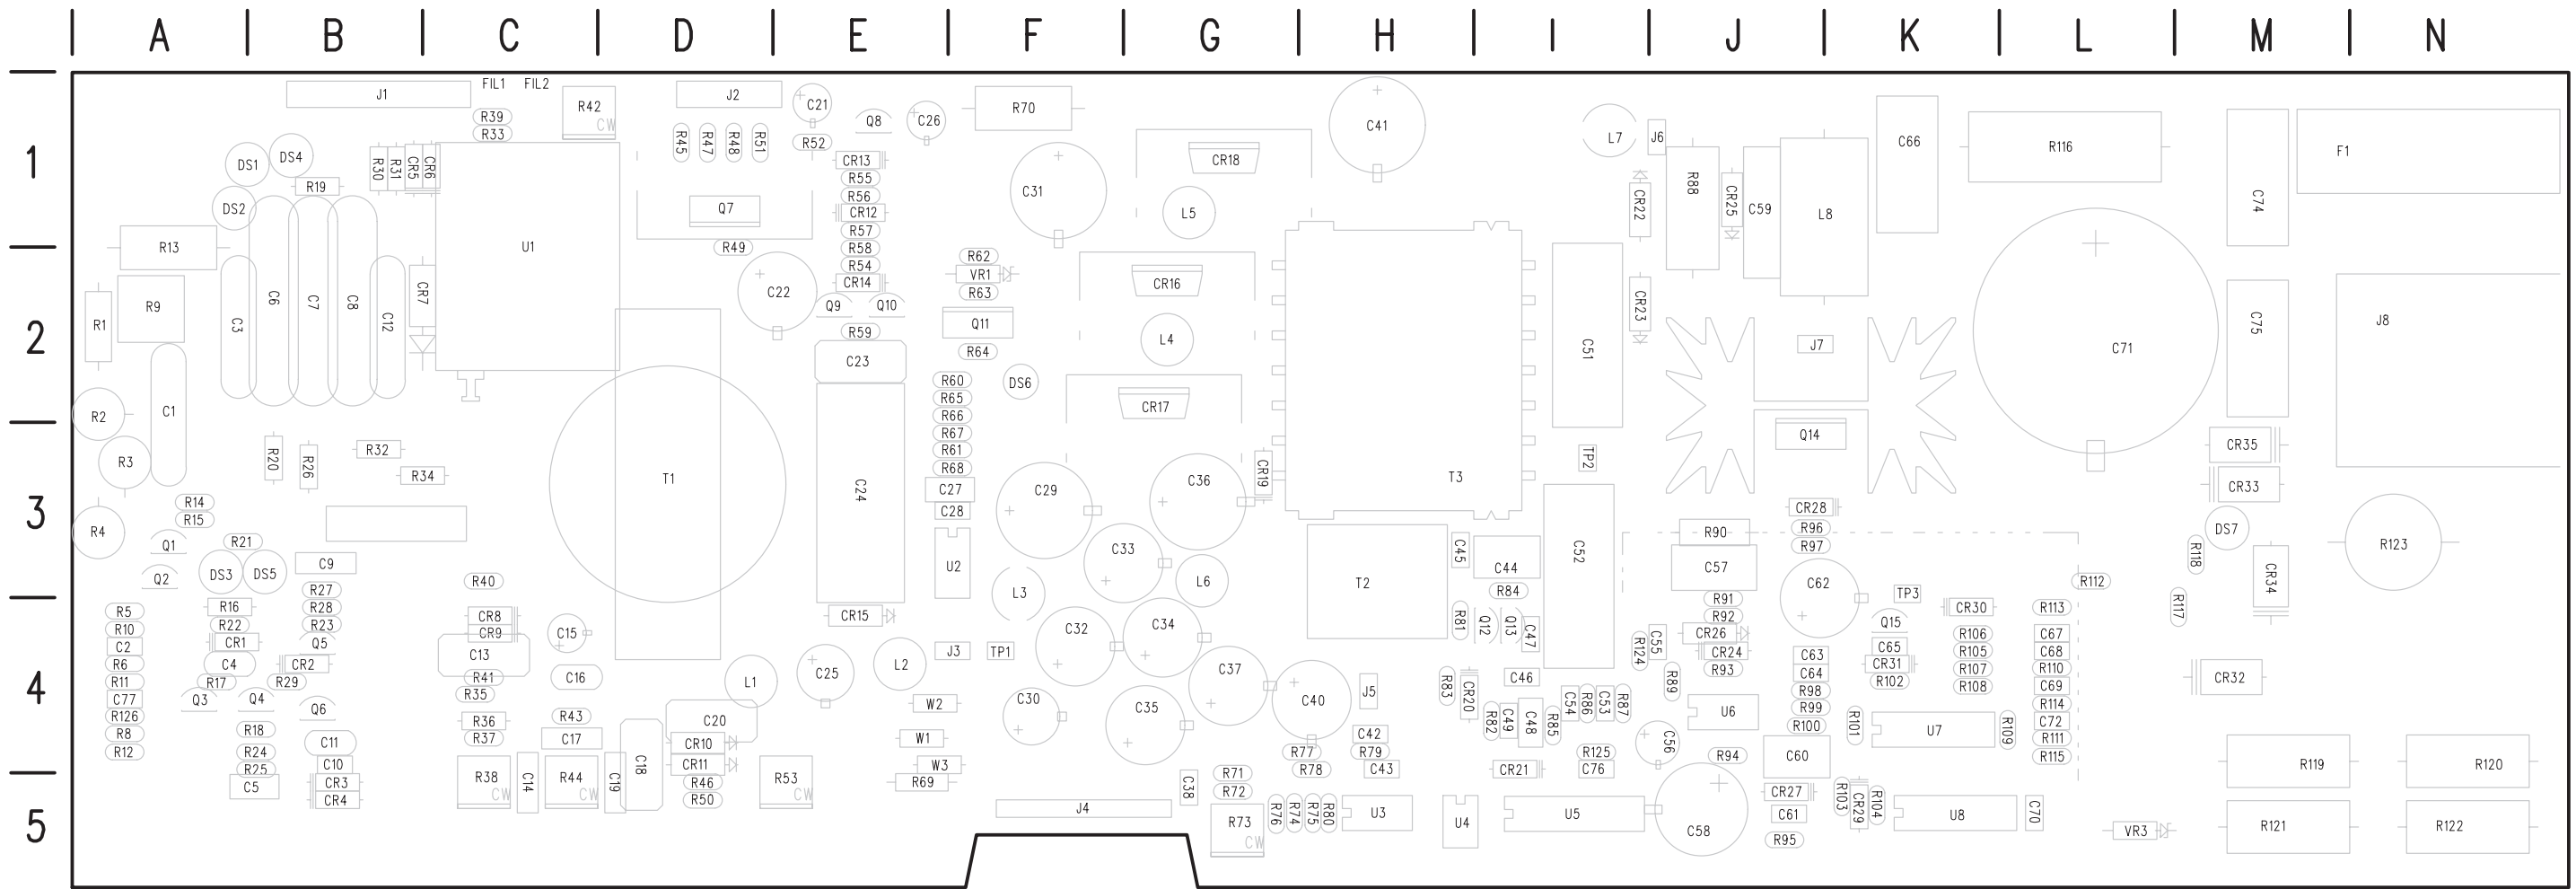 A B C D E F G H I J K L M N
1
2
3
4
5
J1 FIL1 FIL2 R42 CW J2 C21 Q8 C26 R70 C41 L7 J6 C66 R116 F1
R39
R33
DS1 DS4 R30 R31 CR5 CR6 R45 R47 R48 R51 R52 CR13 CR18
R19 R55 C31 R88 CR25 C59 L8 C74
DS2 Q7 R56 CR12 L5 CR22
R13 U1 R49 R57 R58 R54 R62
R9 CR7 C22 CR14 VR1 CR16 R63
R1 C3 C6 C7 C8 C12 Q9 Q10 Q11 CR23 J7 C75 J8
R59 L4 C51 C71
C23 R64 DS6
R2 C1 R60 R65 R66 CR17
R3 R20 R26 R32 R34 R67 R61 R68 Q14 CR35
T1 C24 C27 C28 C29 C36 CR19 T3 TP2 CR33
R14
R15
R4 Q1 R21 CR28 R96 R97 DS7
Q2 DS3 DS5 C9 U2 C33 C45 C44 C52 R90 C57 R118 CR34 R123
R27 R40 L3 L6 T2 R84 C62 TP3 R112
R5 R16 R28 CR8 CR15 R81 Q12 Q13 C47 R91 R92 Q15 CR30 R113 R117
R10 R22 R23 CR9 C15 C32 C34 R124 C55 CR26 R106 C67
C2 CR1 Q5 C13 L2 J3 TP1 CR24 C63 C65 R105 C68
R6 C4 CR2 C25 C37 R93 C64 CR31 R107 R110
R11 R17 R29 R41 C16 L1 J5 R83 CR20 C46 R89 R98 R102 R108 C69 CR32
C77 Q3 Q4 Q6 R35 W2 C30 C35 C40 C54 R86 C53 R87 U6 R99 R114
R126 R36 R43 C20 R82 C49 C48 R85 R100 R101 U7 R109 C72
R8 R18 R37 C17 CR10 W1 C42 C56 R111
R12 R24 C11 C18 CR11 W3 R77 R79 R125 R94 C60 R115
R25 C10 R38 CW C14 R44 CW C19 R46 R53 CW R69 R71 R78 C43 CR21 C76 R119 R120
C5 CR3 R50 J4 C38 R72 CR27 R103 CR29 R104
CR4 R73 CW R76 R74 R75 R80 U3 U4 U5 C58 C61 R95 U8 C70 VR3 R121 R122